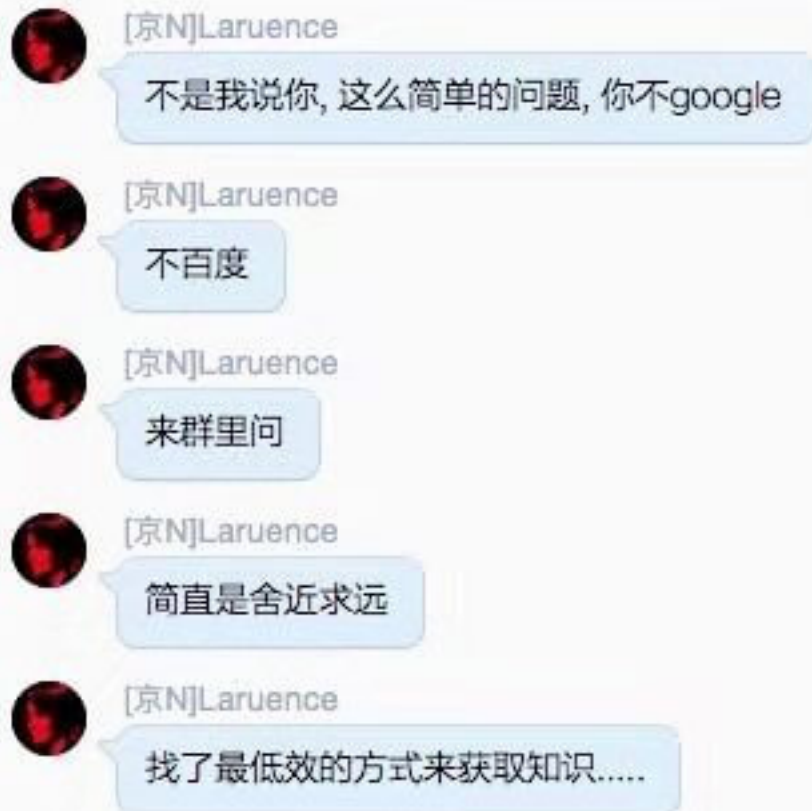 [京N]Laruence
不是我说你, 这么简单的问题, 你不google
[京N]Laruence
不百度
[京N]Laruence
来群里问
[京N]Laruence
简直是舍近求远
[京N]Laruence
找了最低效的方式来获取知识.....